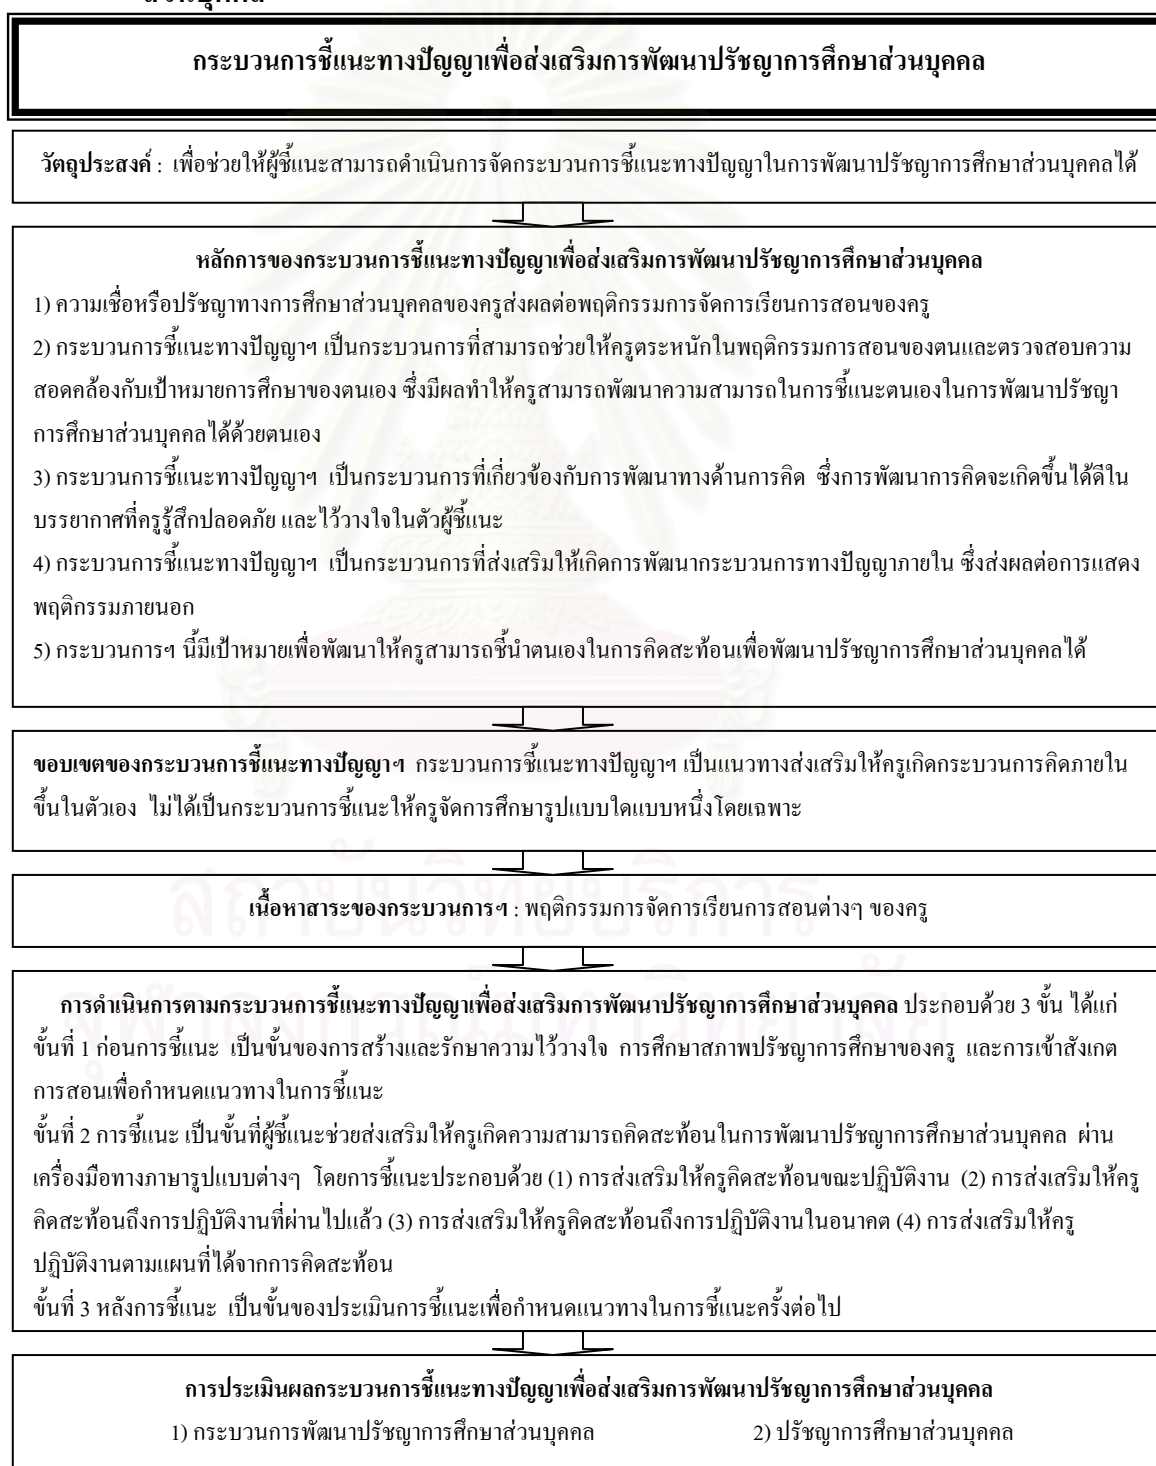 กระบวนการชี้แนะทางปัญญาเพื่อส่งเสริมการพัฒนาปรัชญาการศึกษาส่วนบุคคล
วัตถุประสงค์ : เพื่อช่วยให้ผู้ชี้แนะสามารถดำเนินการจัดกระบวนการชี้แนะทางปัญญาในการพัฒนาปรัชญาการศึกษาส่วนบุคคลได้
หลักการของกระบวนการชี้แนะทางปัญญาเพื่อส่งเสริมการพัฒนาปรัชญาการศึกษาส่วนบุคคล
1) ความเชื่อหรือปรัชญาทางการศึกษาส่วนบุคคลของครูส่งผลต่อพฤติกรรมการจัดการเรียนการสอนของครู
2) กระบวนการชี้แนะทางปัญญาฯ เป็นกระบวนการที่สามารถช่วยให้ครูตระหนักในพฤติกรรมการสอนของตนและตรวจสอบความ
สอดคล้องกับเป้าหมายการศึกษาของตนเอง ซึ่งมีผลทำให้ครูสามารถพัฒนาความสามารถในการชี้แนะตนเองในการพัฒนาปรัชญา
การศึกษาส่วนบุคคลได้ด้วยตนเอง
3) กระบวนการชี้แนะทางปัญญาฯ เป็นกระบวนการที่เกี่ยวข้องกับการพัฒนาทางด้านการคิด ซึ่งการพัฒนาการคิดจะเกิดขึ้นได้ดีใน
บรรยากาศที่ครูรู้สึกปลอดภัย และไว้วางใจในตัวผู้ชี้แนะ
4) กระบวนการชี้แนะทางปัญญาฯ เป็นกระบวนการที่ส่งเสริมให้เกิดการพัฒนากระบวนการทางปัญญาภายใน ซึ่งส่งผลต่อการแสดง
พฤติกรรมภายนอก
5) กระบวนการฯ นี้มีเป้าหมายเพื่อพัฒนาให้ครูสามารถชี้นำตนเองในการคิดสะท้อนเพื่อพัฒนาปรัชญาการศึกษาส่วนบุคคลได้
ขอบเขตของกระบวนการชี้แนะทางปัญญาฯ กระบวนการชี้แนะทางปัญญาฯ เป็นแนวทางส่งเสริมให้ครูเกิดกระบวนการคิดภายใน
ขึ้นในตัวเอง ไม่ได้เป็นกระบวนการชี้แนะให้ครูจัดการศึกษารูปแบบใดแบบหนึ่งโดยเฉพาะ
เนื้อหาสาระของกระบวนการฯ : พฤติกรรมการจัดการเรียนการสอนต่างๆ ของครู
การดำเนินการตามกระบวนการชี้แนะทางปัญญาเพื่อส่งเสริมการพัฒนาปรัชญาการศึกษาส่วนบุคคล ประกอบด้วย 3 ขั้น ได้แก่
ขั้นที่ 1 ก่อนการชี้แนะ เป็นขั้นของการสร้างและรักษาความไว้วางใจ การศึกษาสภาพปรัชญาการศึกษาของครู และการเข้าสังเกต
การสอนเพื่อกำหนดแนวทางในการชี้แนะ
ขั้นที่ 2 การชี้แนะ เป็นขั้นที่ผู้ชี้แนะช่วยส่งเสริมให้ครูเกิดความสามารถคิดสะท้อนในการพัฒนาปรัชญาการศึกษาส่วนบุคคล ผ่าน
เครื่องมือทางภาษารูปแบบต่างๆ โดยการชี้แนะประกอบด้วย (1) การส่งเสริมให้ครูคิดสะท้อนขณะปฏิบัติงาน (2) การส่งเสริมให้ครู
คิดสะท้อนถึงการปฏิบัติงานที่ผ่านไปแล้ว (3) การส่งเสริมให้ครูคิดสะท้อนถึงการปฏิบัติงานในอนาคต (4) การส่งเสริมให้ครู
ปฏิบัติงานตามแผนที่ได้จากการคิดสะท้อน
ขั้นที่ 3 หลังการชี้แนะ เป็นขั้นของประเมินการชี้แนะเพื่อกำหนดแนวทางในการชี้แนะครั้งต่อไป
การประเมินผลกระบวนการชี้แนะทางปัญญาเพื่อส่งเสริมการพัฒนาปรัชญาการศึกษาส่วนบุคคล
1) กระบวนการพัฒนาปรัชญาการศึกษาส่วนบุคคล 2) ปรัชญาการศึกษาส่วนบุคคล
สถาบันวิทยบริการ
จุฬาลงกรณ์มหาวิทยาลัย